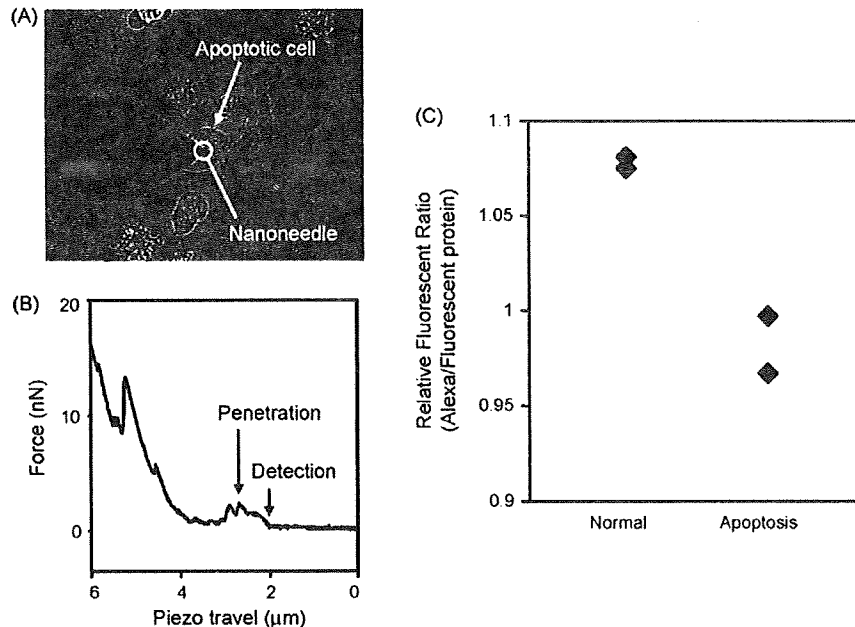 (A)
Apoptotic cell
Nanoneedle
(B)
20
10
0
Force (nN)
Penetration
Detection
6 4 2 0
Piezo travel (µm)
(C)
1.1
1.05
1
0.95
0.9
Relative Fluorescent Ratio
(Alexa/Fluorescent protein)
Normal Apoptosis